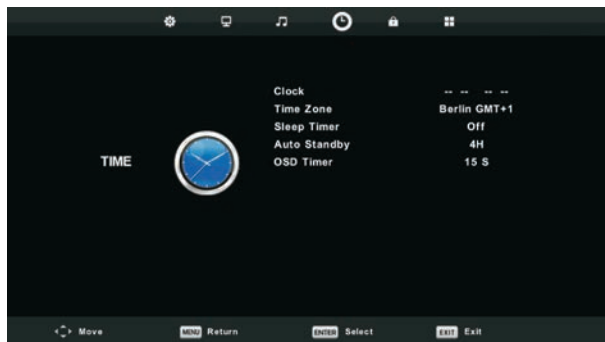 Clock -- -- -- --
Time Zone Berlin GMT+1
Sleep Timer Off
Auto Standby 4H
TIME
OSD Timer 15 S
Move MENU Return ENTER Select EXIT Exit